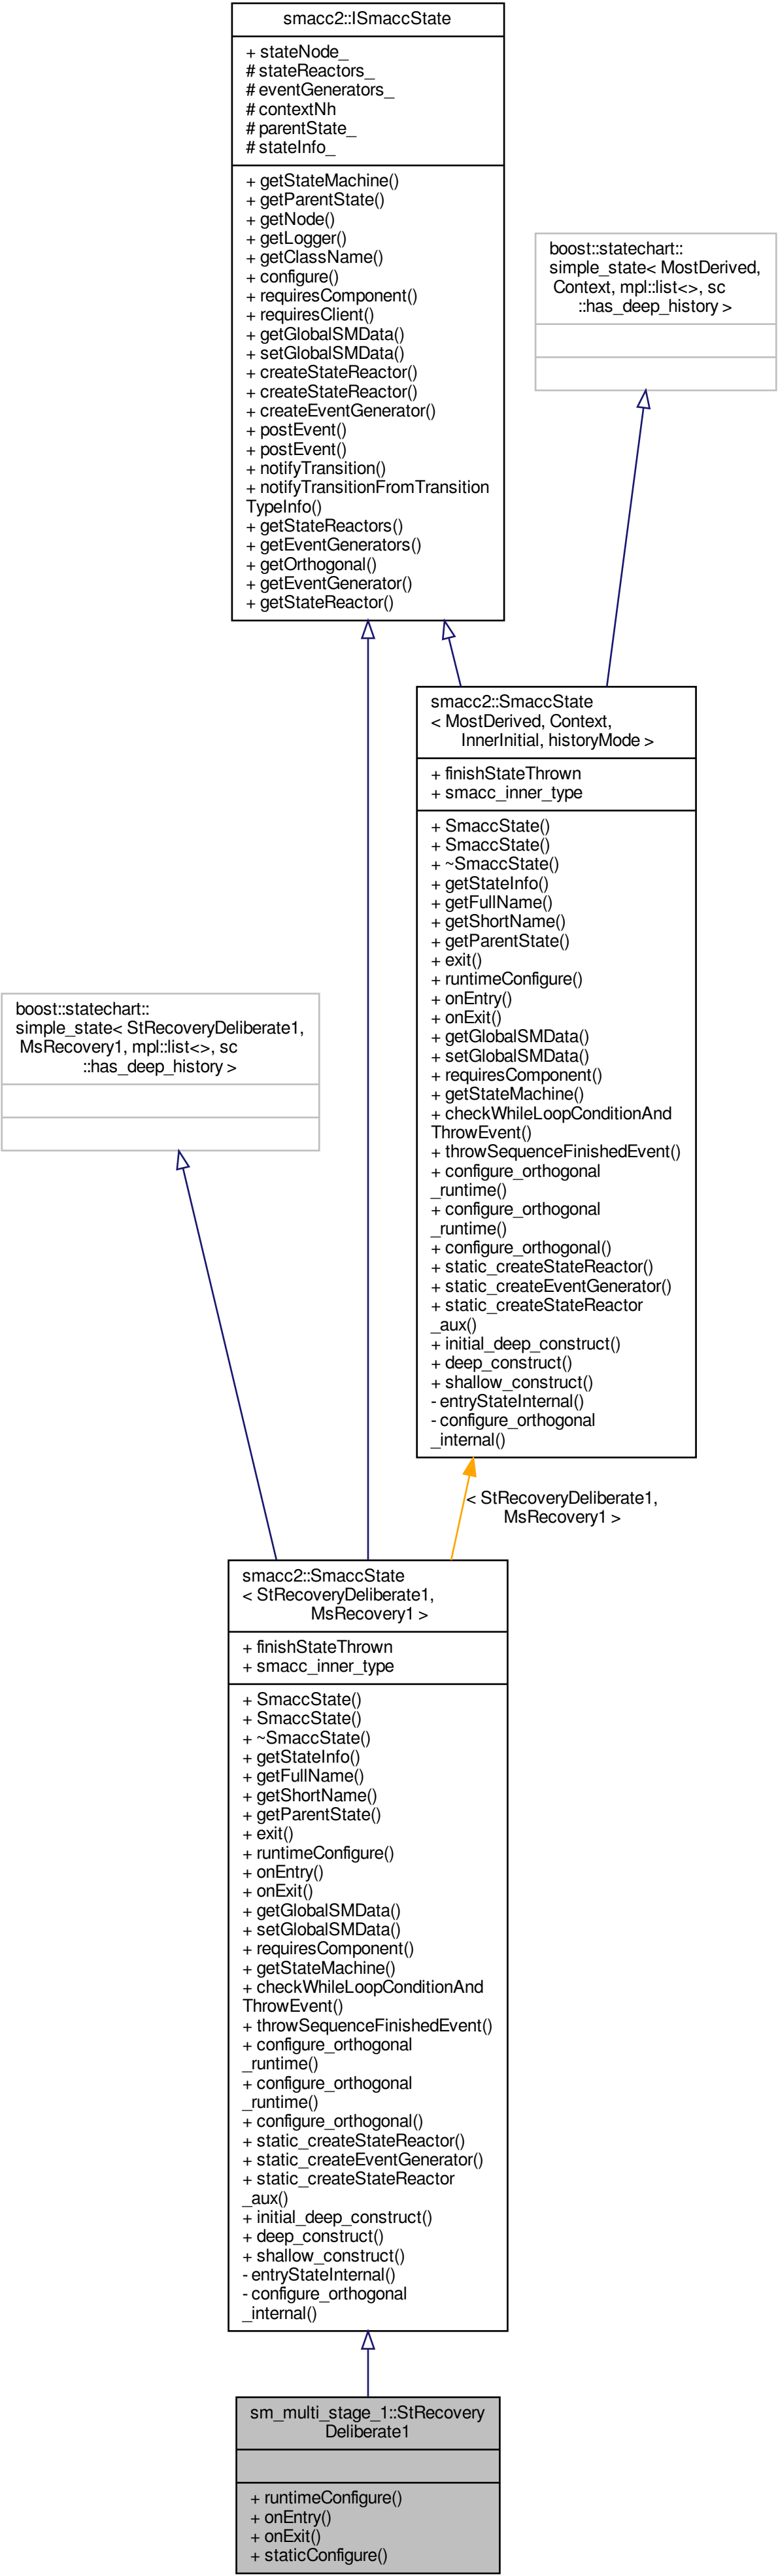 smacc2::ISmaccState
+ stateNode_
# stateReactors_
# eventGenerators_
# contextNh
# parentState_
# stateInfo_
+ getStateMachine()
+ getParentState()
+ getNode()
+ getLogger()
+ getClassName()
+ configure()
+ requiresComponent()
+ requiresClient()
+ getGlobalSMData()
+ setGlobalSMData()
+ createStateReactor()
+ createStateReactor()
+ createEventGenerator()
+ postEvent()
+ postEvent()
+ notifyTransition()
+ notifyTransitionFromTransition
TypeInfo()
+ getStateReactors()
+ getEventGenerators()
+ getOrthogonal()
+ getEventGenerator()
+ getStateReactor()
boost::statechart::
simple_state< MostDerived,
Context, mpl::list<>, sc
::has_deep_history >
smacc2::SmaccState
< MostDerived, Context,
InnerInitial, historyMode >
+ finishStateThrown
+ smacc_inner_type
+ SmaccState()
+ SmaccState()
+ ~SmaccState()
+ getStateInfo()
+ getFullName()
+ getShortName()
+ getParentState()
+ exit()
+ runtimeConfigure()
+ onEntry()
+ onExit()
+ getGlobalSMData()
+ setGlobalSMData()
+ requiresComponent()
+ getStateMachine()
+ checkWhileLoopConditionAnd
ThrowEvent()
+ throwSequenceFinishedEvent()
+ configure_orthogonal
_runtime()
+ configure_orthogonal
_runtime()
+ configure_orthogonal()
+ static_createStateReactor()
+ static_createEventGenerator()
+ static_createStateReactor
_aux()
+ initial_deep_construct()
+ deep_construct()
+ shallow_construct()
- entryStateInternal()
- configure_orthogonal
_internal()
boost::statechart::
simple_state< StRecoveryDeliberate1,
MsRecovery1, mpl::list<>, sc
::has_deep_history >
< StRecoveryDeliberate1,
MsRecovery1 >
smacc2::SmaccState
< StRecoveryDeliberate1,
MsRecovery1 >
+ finishStateThrown
+ smacc_inner_type
+ SmaccState()
+ SmaccState()
+ ~SmaccState()
+ getStateInfo()
+ getFullName()
+ getShortName()
+ getParentState()
+ exit()
+ runtimeConfigure()
+ onEntry()
+ onExit()
+ getGlobalSMData()
+ setGlobalSMData()
+ requiresComponent()
+ getStateMachine()
+ checkWhileLoopConditionAnd
ThrowEvent()
+ throwSequenceFinishedEvent()
+ configure_orthogonal
_runtime()
+ configure_orthogonal
_runtime()
+ configure_orthogonal()
+ static_createStateReactor()
+ static_createEventGenerator()
+ static_createStateReactor
_aux()
+ initial_deep_construct()
+ deep_construct()
+ shallow_construct()
- entryStateInternal()
- configure_orthogonal
_internal()
sm_multi_stage_1::StRecovery
Deliberate1
+ runtimeConfigure()
+ onEntry()
+ onExit()
+ staticConfigure()